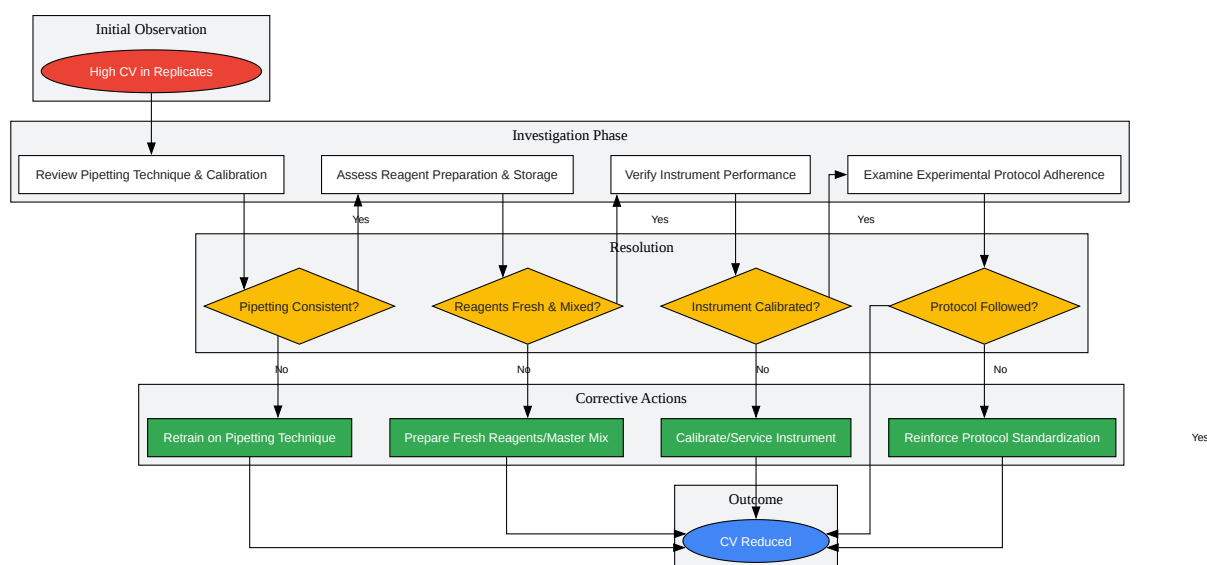 Initial Observation
High CV in Replicates
Investigation Phase
Review Pipetting Technique & Calibration
Assess Reagent Preparation & Storage
Verify Instrument Performance
Examine Experimental Protocol Adherence
Yes
Yes
Yes
Resolution
Pipetting Consistent?
Reagents Fresh & Mixed?
Instrument Calibrated?
Protocol Followed?
No
No
No
No
Corrective Actions
Retrain on Pipetting Technique
Prepare Fresh Reagents/Master Mix
Calibrate/Service Instrument
Reinforce Protocol Standardization
Yes
Outcome
CV Reduced